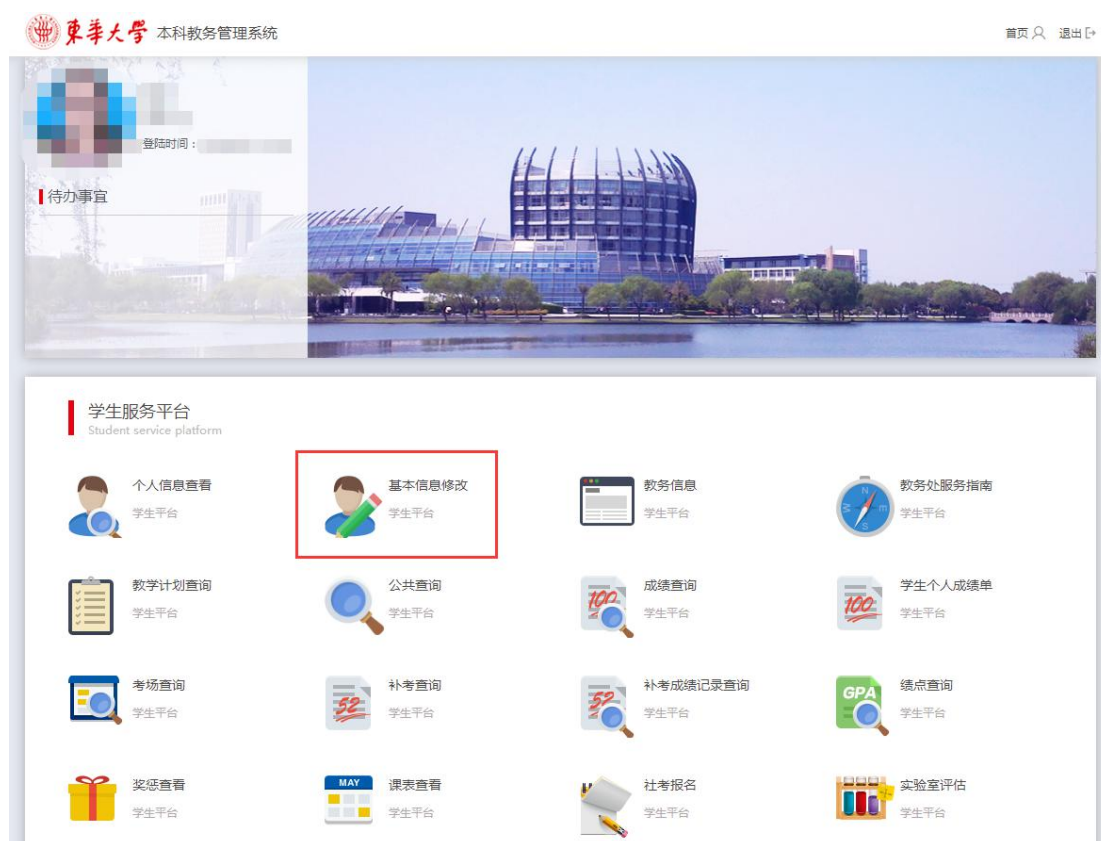 東華大学 本科教务管理系统
首页 退出
登陆时间：
待办事宜
学生服务平台
Student service platform
个人信息查看
学生平台
基本信息修改
学生平台
教务信息
学生平台
N
W
E
S
教务处服务指南
学生平台
教学计划查询
学生平台
公共查询
学生平台
100
成绩查询
学生平台
100
学生个人成绩单
学生平台
考场查询
学生平台
52
补考查询
学生平台
52
补考成绩记录查询
学生平台
GPA
绩点查询
学生平台
奖惩查看
学生平台
MAY
课表查看
学生平台
社考报名
学生平台
实验室评估
学生平台